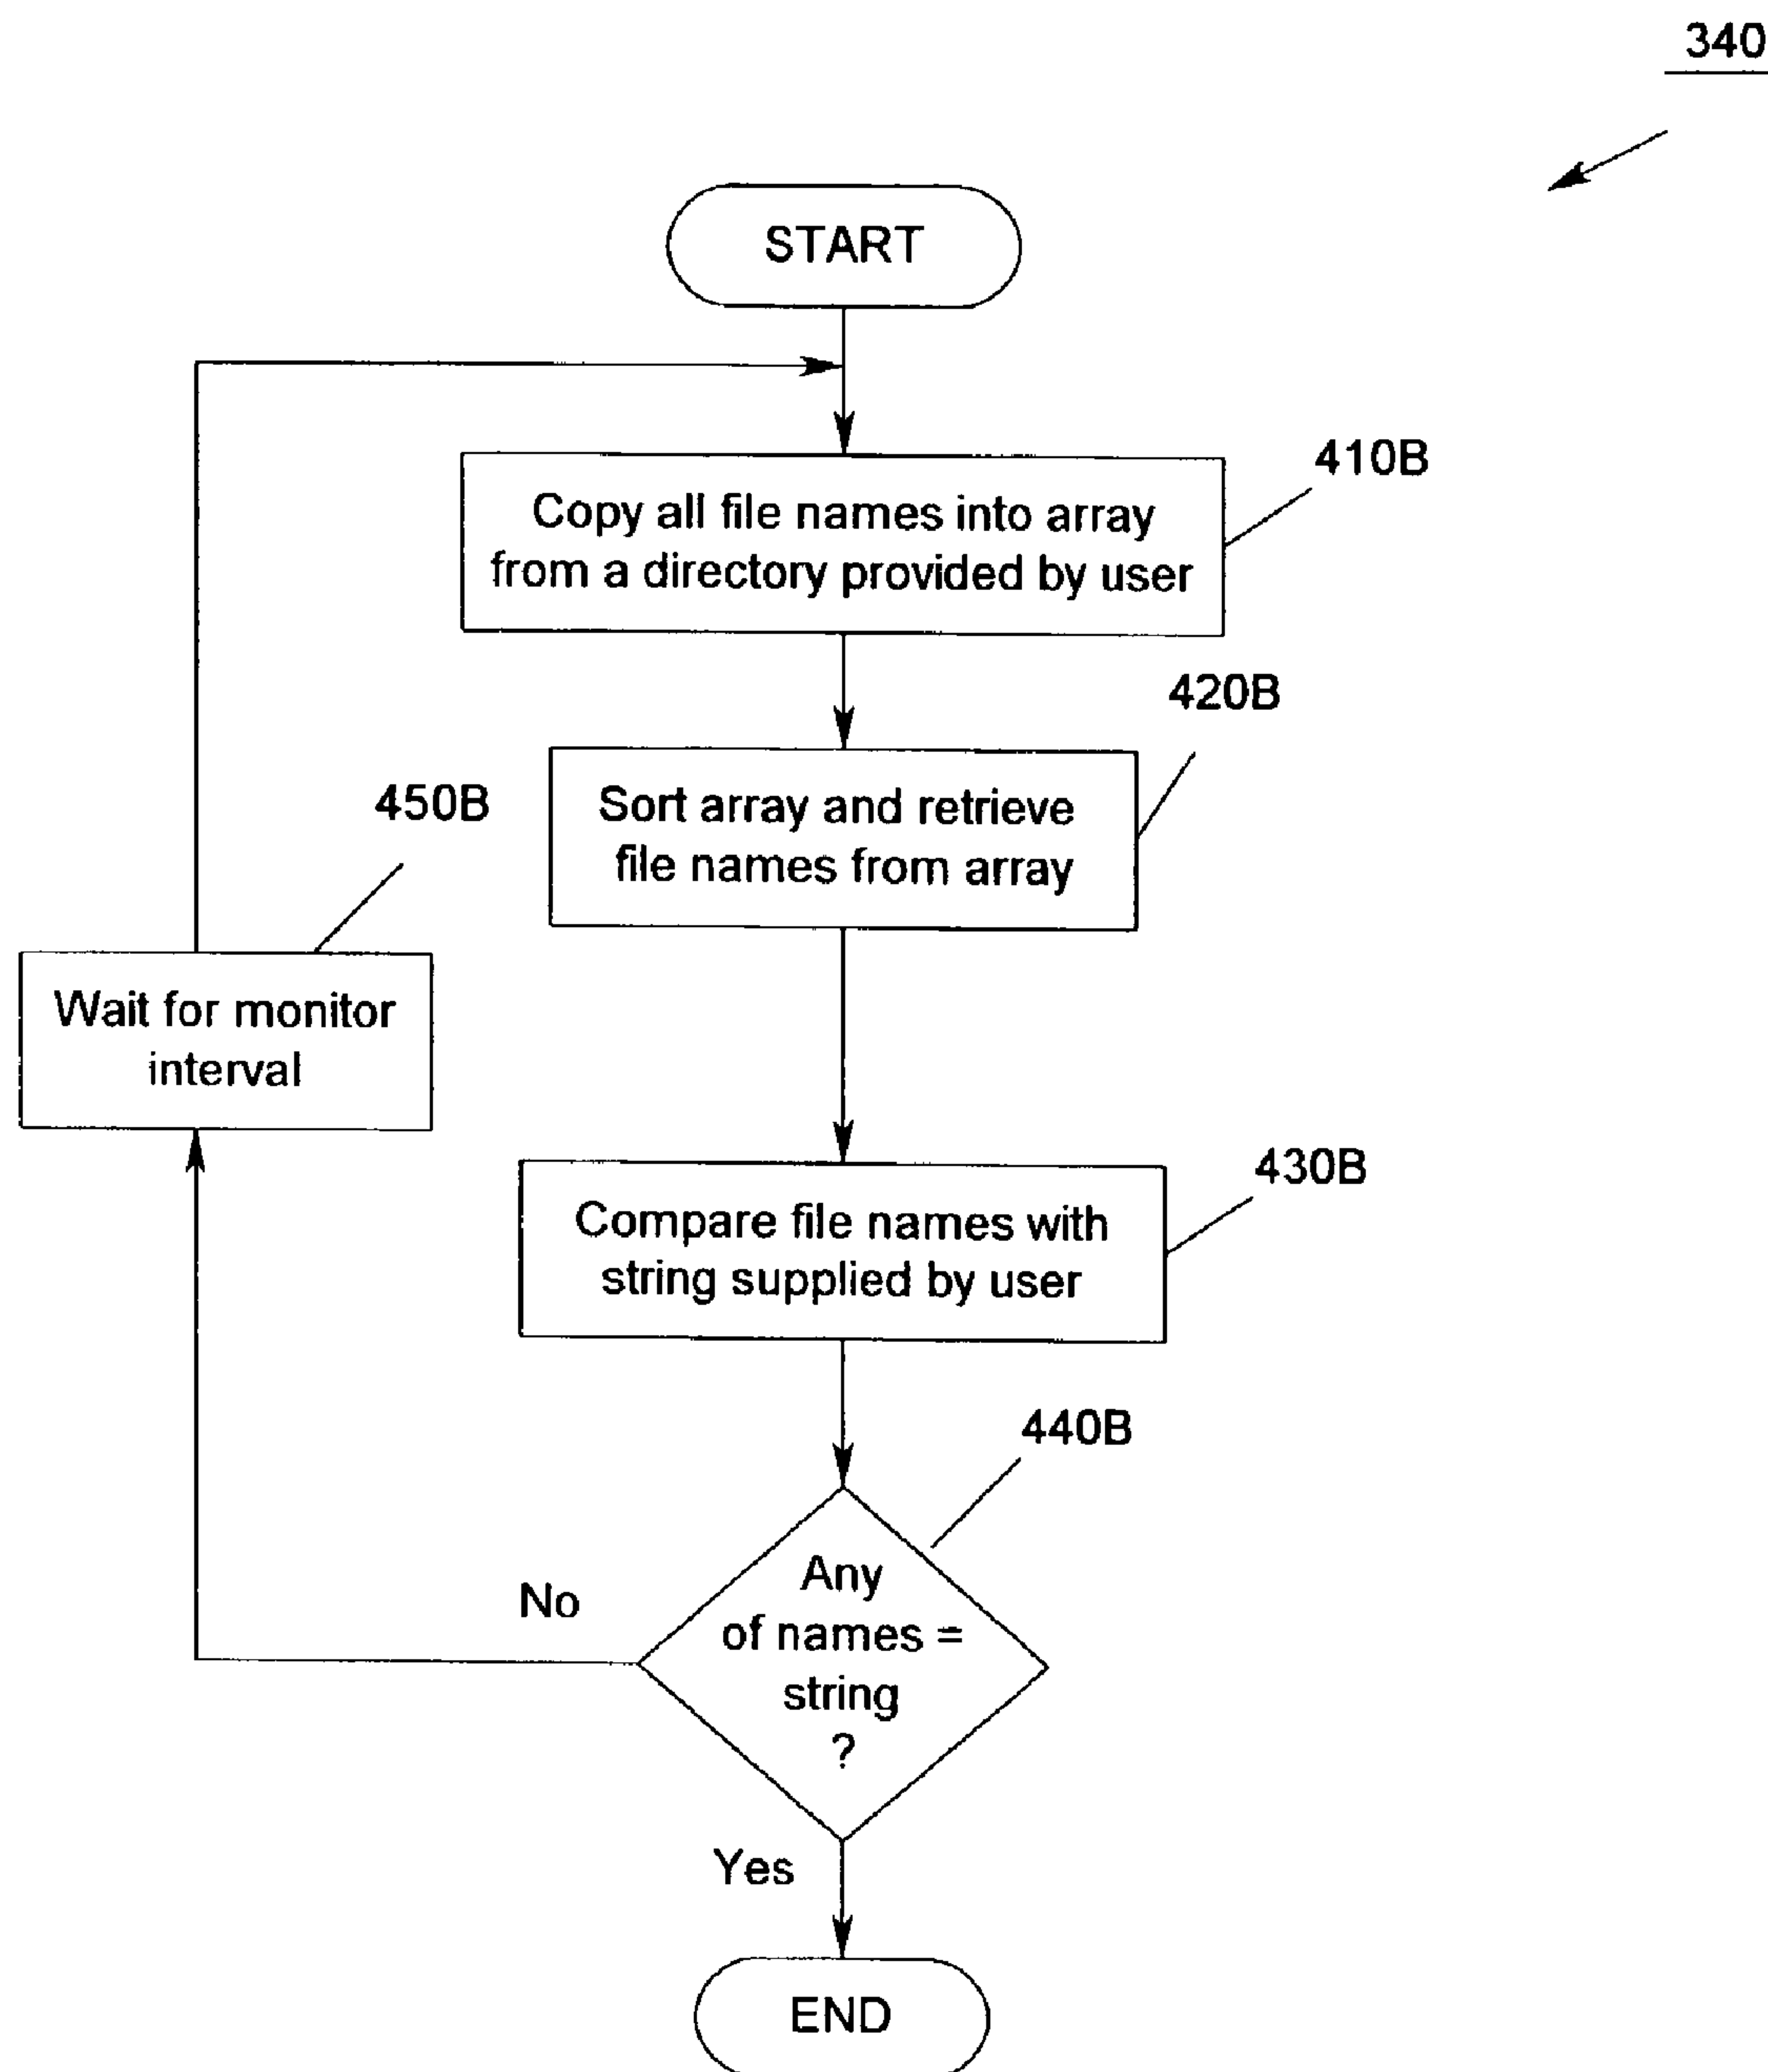 340
START
410B
Copy all file names into array
from a directory provided by user
420B
Sort array and retrieve
file names from array
450B
Wait for monitor
interval
430B
Compare file names with
string supplied by user
440B
Any
of names =
string
?
No
Yes
END